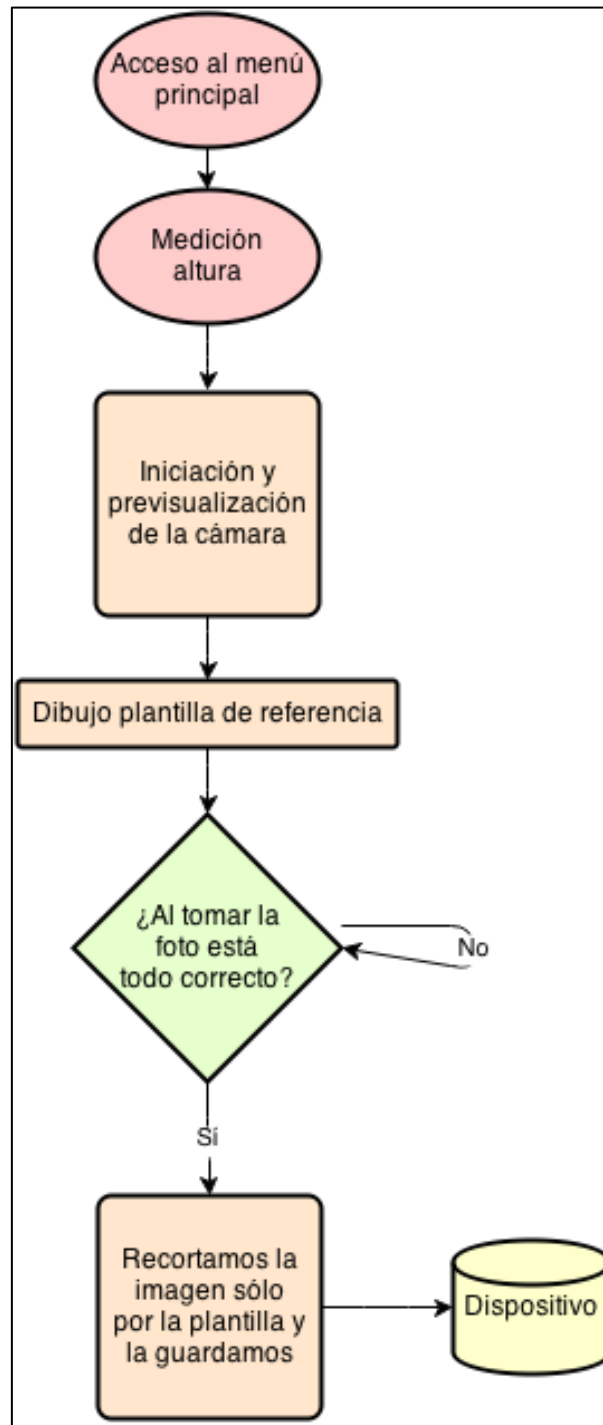 Acceso al menú
principal
Medición
altura
Iniciación y
previsualización
de la cámara
Dibujo plantilla de referencia
¿Al tomar la
foto está
todo correcto?
No
Sí
Recortamos la
imagen sólo
por la plantilla y
la guardamos
Dispositivo